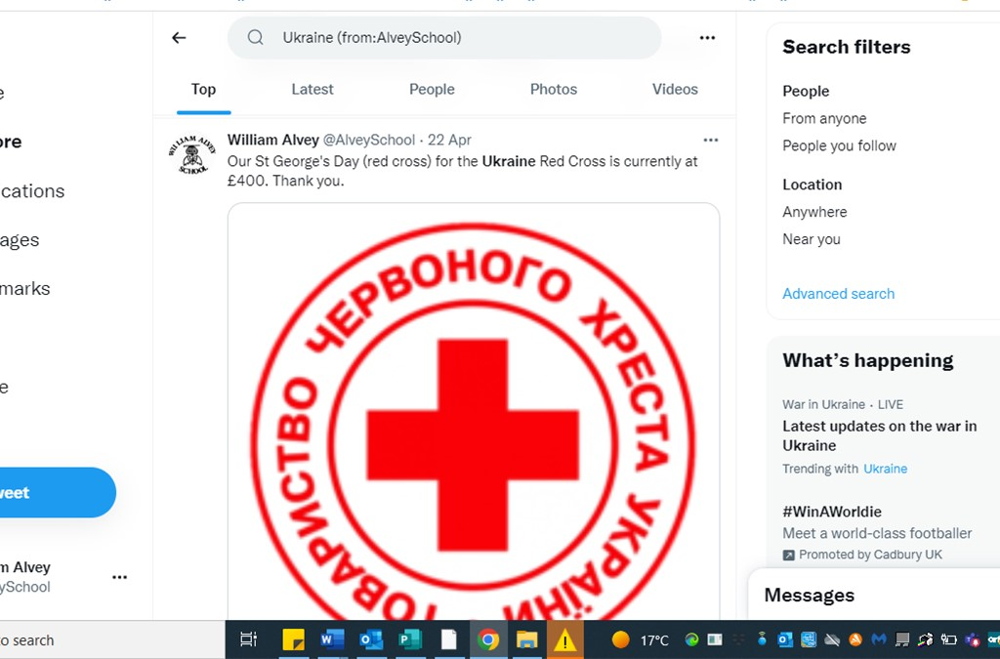 Ukraine (from:AlveySchool)
Top
Latest
People
Photos
Videos
William Alvey @AlveySchool · 22 Apr
Our St George's Day (red cross) for the Ukraine Red Cross is currently at
£400. Thank you.
WILLIAM ALVEY
SCHOOL
ТОВАРИСТВО ЧЕРВОНОГО ХРЕСТА УКРАЇНИ
Search filters
People
From anyone
People you follow
Location
Anywhere
Near you
Advanced search
What's happening
War in Ukraine · LIVE
Latest updates on the war in
Ukraine
Trending with Ukraine
#WinAWorldie
Meet a world-class footballer
Promoted by Cadbury UK
Messages
e
ore
cations
ages
marks
e
weet
m Alvey
ySchool
to search
17°C